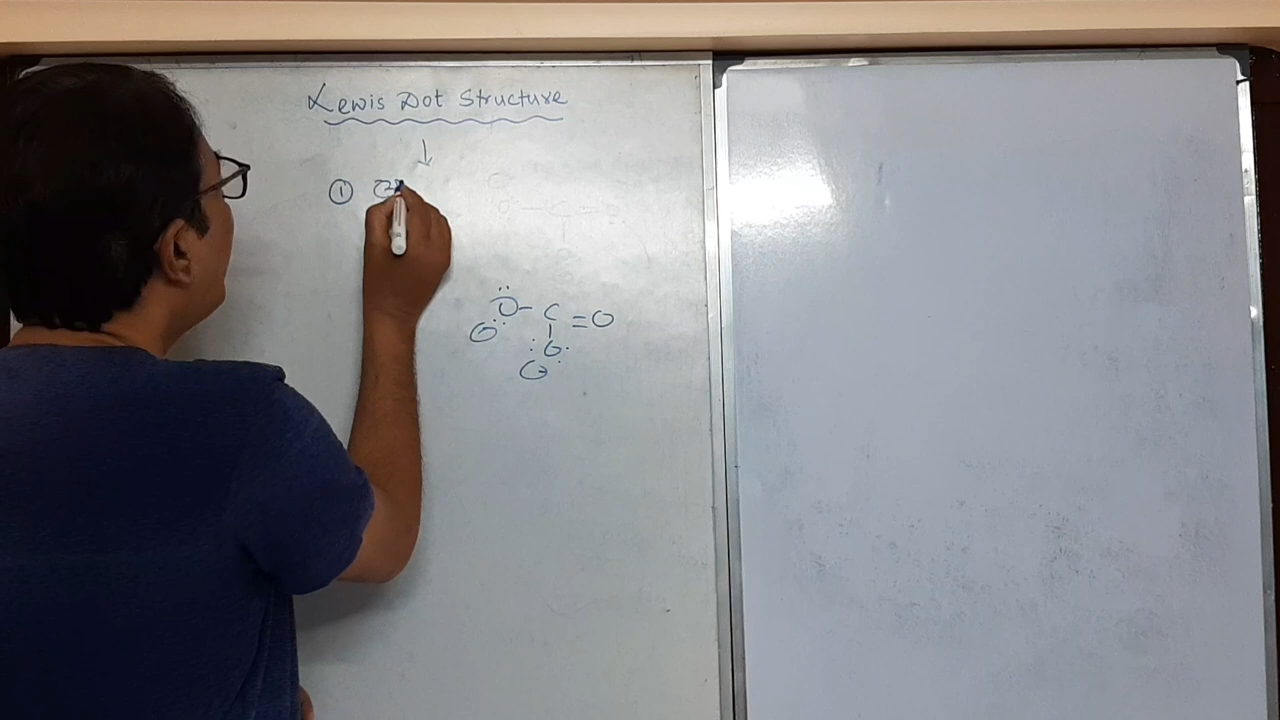 Lewis Dot Structure
↓
①
O - C = O
O